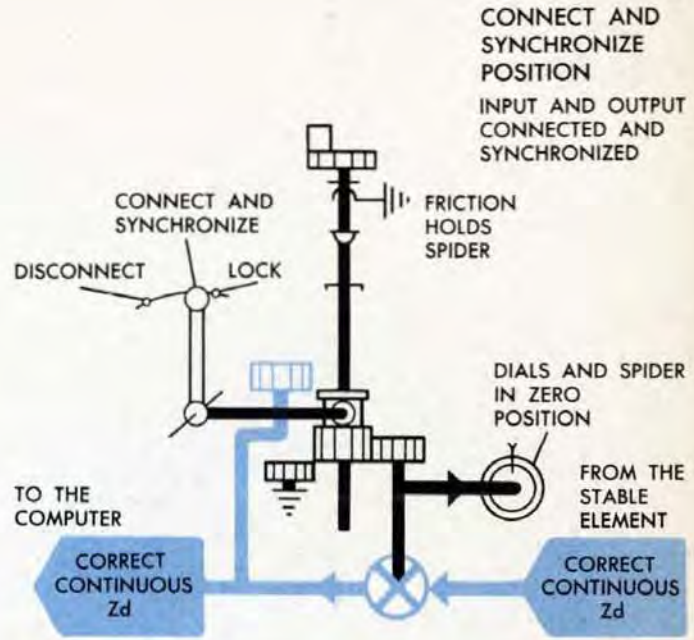 CONNECT AND
SYNCHRONIZE
POSITION
INPUT AND OUTPUT
CONNECTED AND
SYNCHRONIZED
FRICTION
HOLDS
SPIDER
CONNECT AND
SYNCHRONIZE
DISCONNECT
LOCK
DIALS AND SPIDER
IN ZERO
POSITION
TO THE
COMPUTER
FROM THE
STABLE
ELEMENT
CORRECT
CONTINUOUS
Zd
CORRECT
CONTINUOUS
Zd